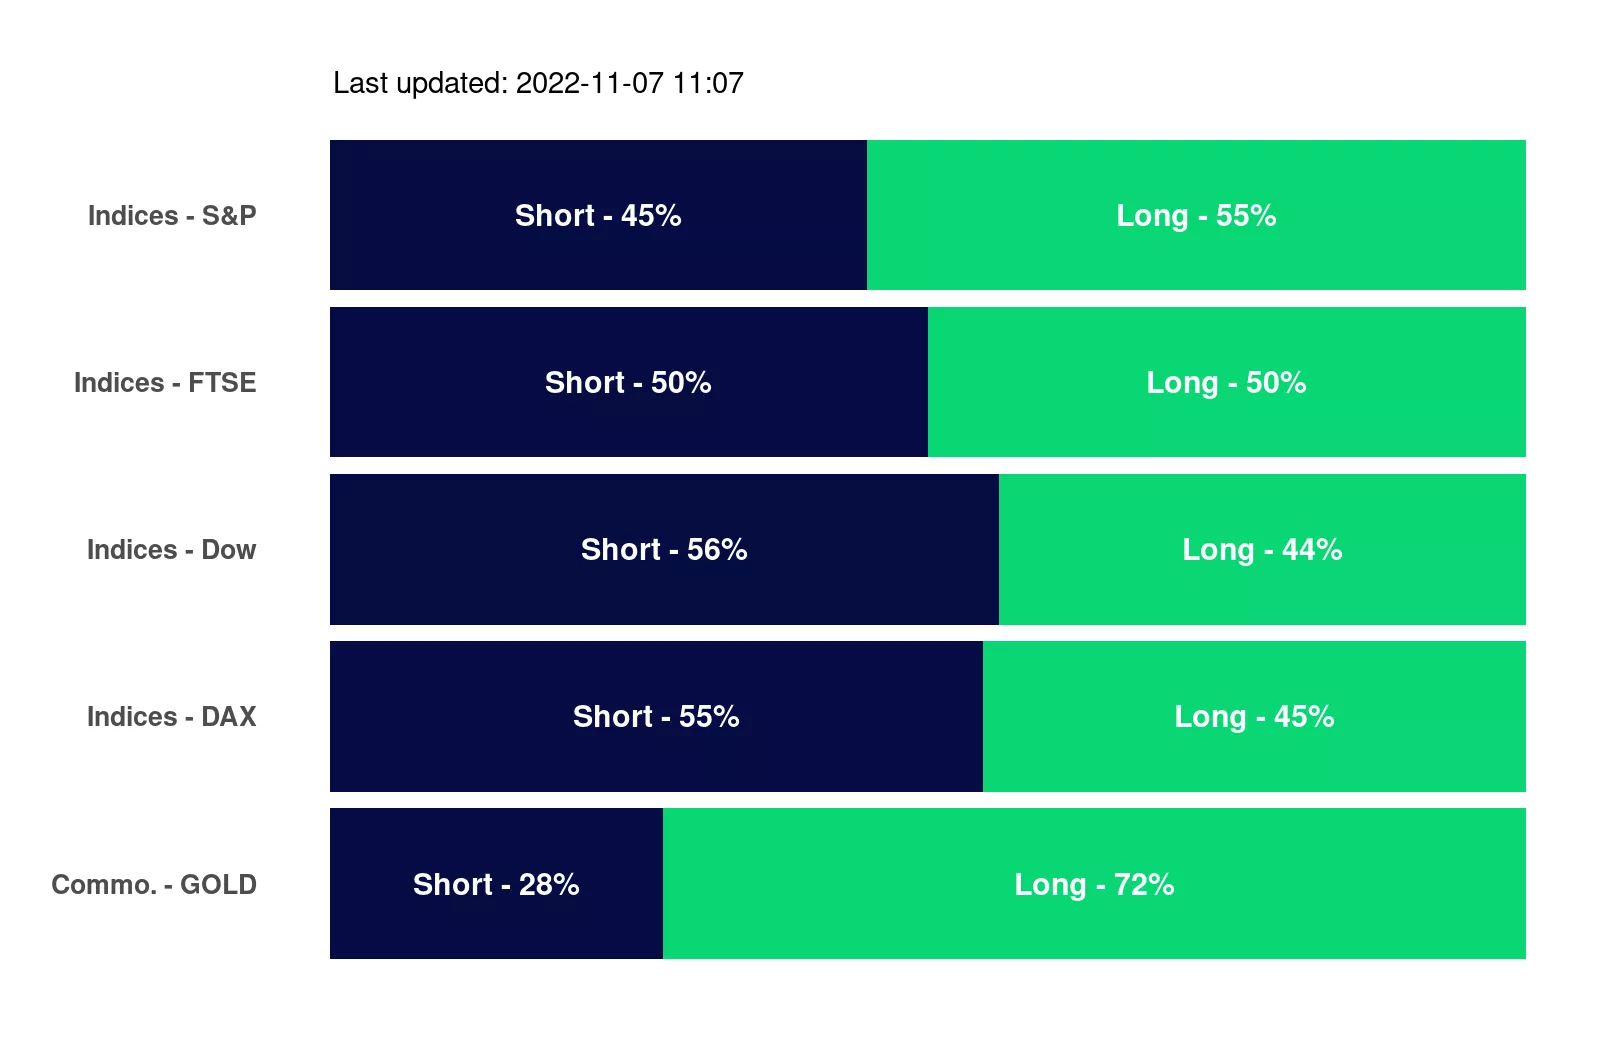 Last updated: 2022-11-07 11:07
Indices - S&P Short - 45% Long - 55%
Indices - FTSE Short - 50% Long - 50%
Indices - Dow Short - 56% Long - 44%
Indices - DAX Short - 55% Long - 45%
Commo. - GOLD Short - 28% Long - 72%